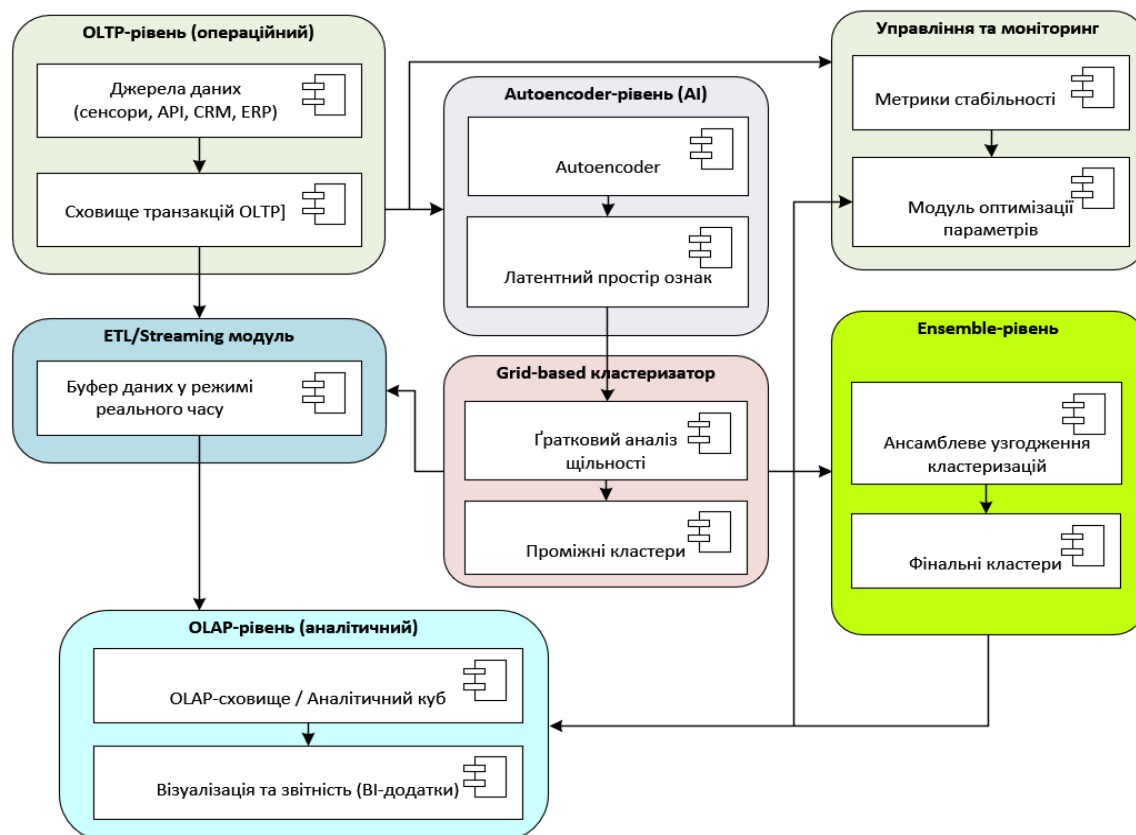 OLTP-рівень (операційний)
Джерела даних
(сенсори, API, CRM, ERP)
Сховище транзакцій OLTP]
Autoencoder-рівень (AI)
Autoencoder
Латентний простір ознак
Управління та моніторинг
Метрики стабільності
Модуль оптимізації
параметрів
ETL/Streaming модуль
Буфер даних у режимі
реального часу
Grid-based кластеризатор
Ґратковий аналіз
щільності
Проміжні кластери
Ensemble-рівень
Ансамблеве узгодження
кластеризацій
Фінальні кластери
OLAP-рівень (аналітичний)
OLAP-сховище / Аналітичний куб
Візуалізація та звітність (BI-додатки)